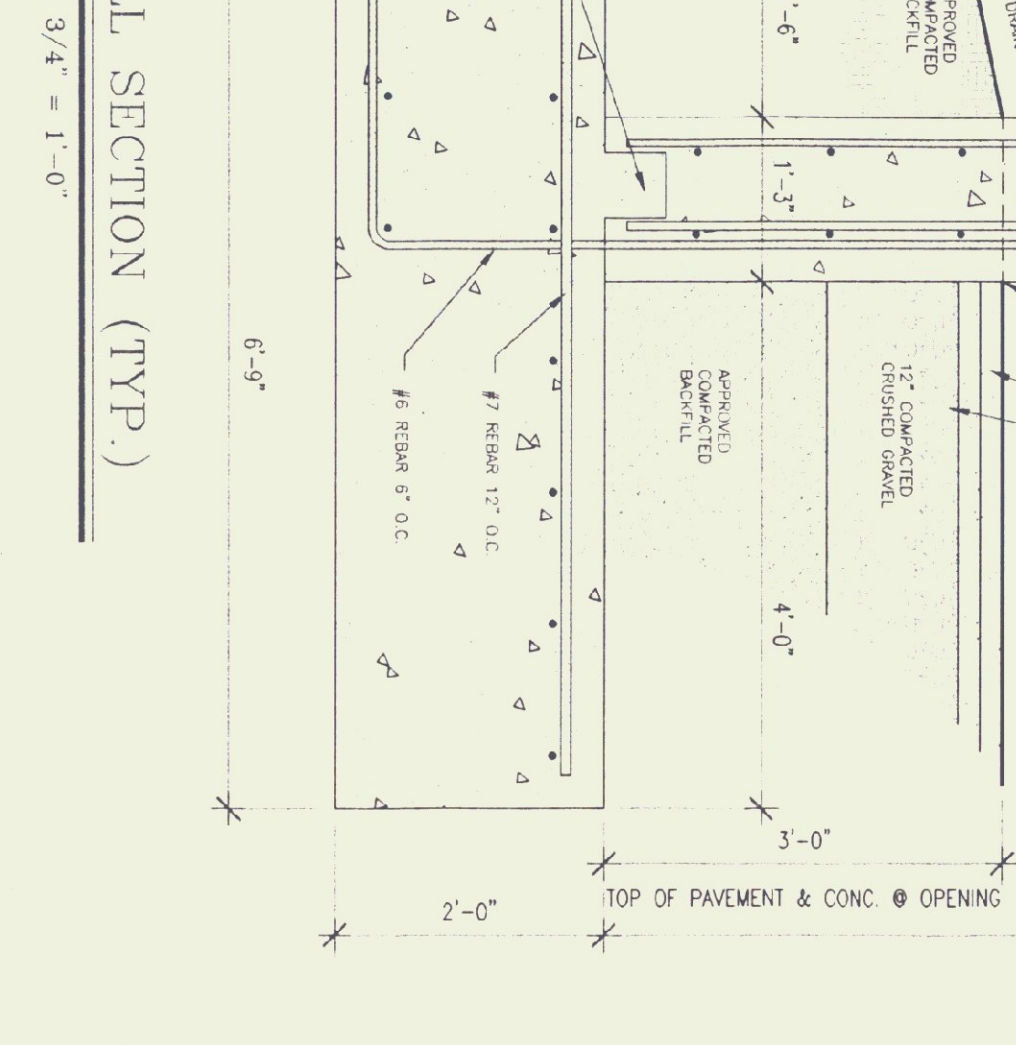 LL SECTION (TYP.)
3/4" = 1'-0"
'-6"
PROVED
MPACTED
CKFILL
DRAIN
1'-3"
6'-9"
#7 REBAR 12" O.C.
#6 REBAR 6" O.C.
APPROVED
COMPACTED
BACKFILL
12" COMPACTED
CRUSHED GRAVEL
4'-0"
3'-0"
TOP OF PAVEMENT & CONC. @ OPENING
2'-0"